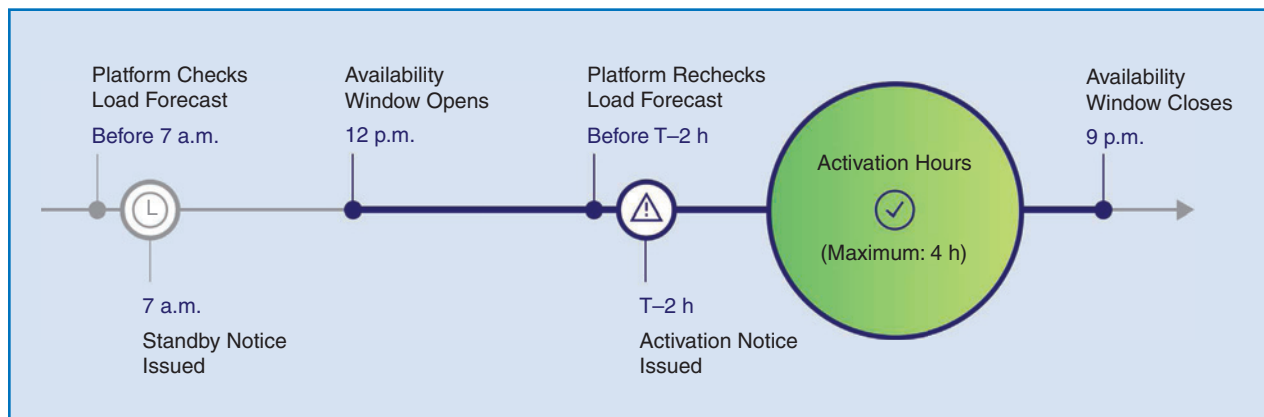 Platform Checks
Load Forecast
Before 7 a.m.
7 a.m.
Standby Notice
Issued
Availability
Window Opens
12 p.m.
Platform Rechecks
Load Forecast
Before T–2 h
T–2 h
Activation Notice
Issued
Activation Hours
(Maximum: 4 h)
Availability
Window Closes
9 p.m.